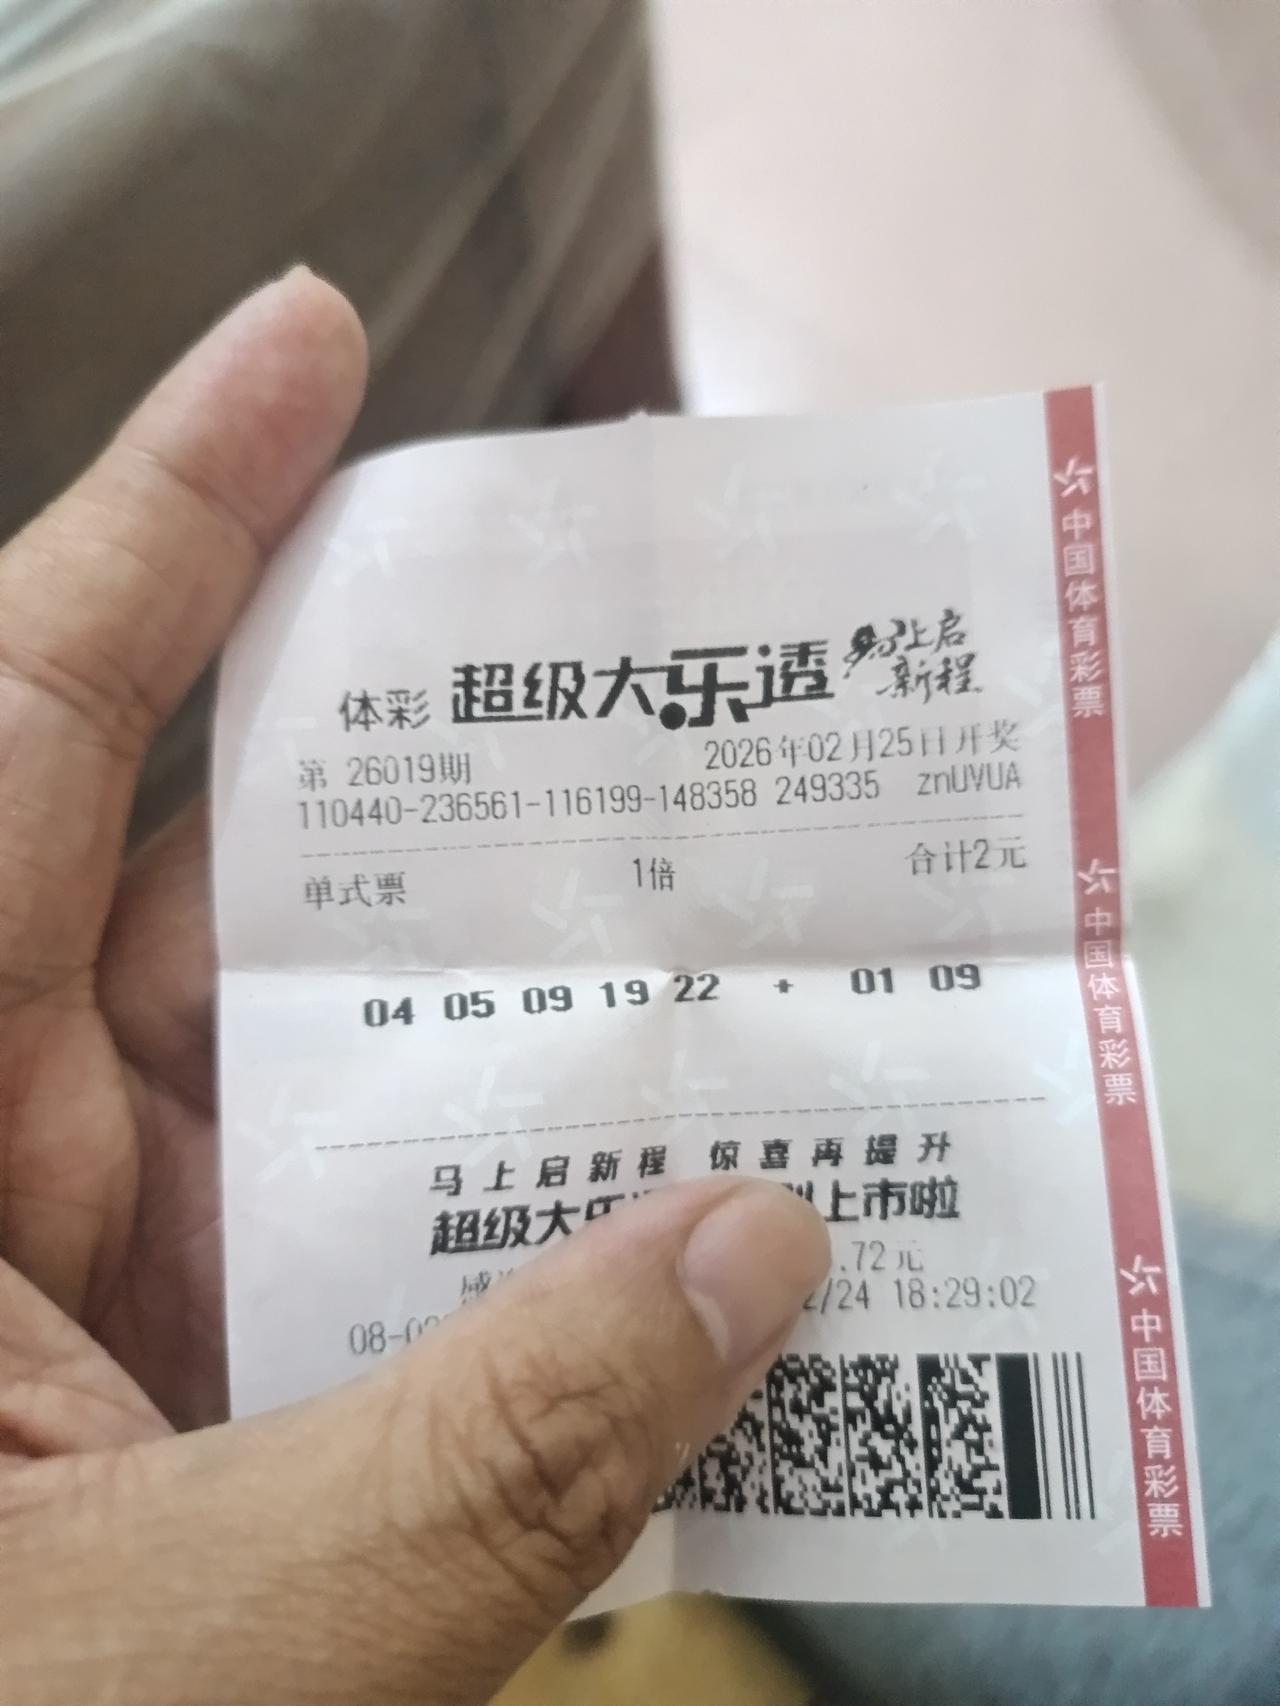 体彩 超级大乐透 马上启
新程
第 26019期 2026年02月25日开奖
110440-236561-116199-148358 249335 znUVUA
单式票 1倍 合计2元
04 05 09 19 22 + 01 09
马上启新程 惊喜再提升
超级大乐 上市啦
.72元
/24 18:29:02
08-02
中国体育彩票
中国体育彩票
中国体育彩票